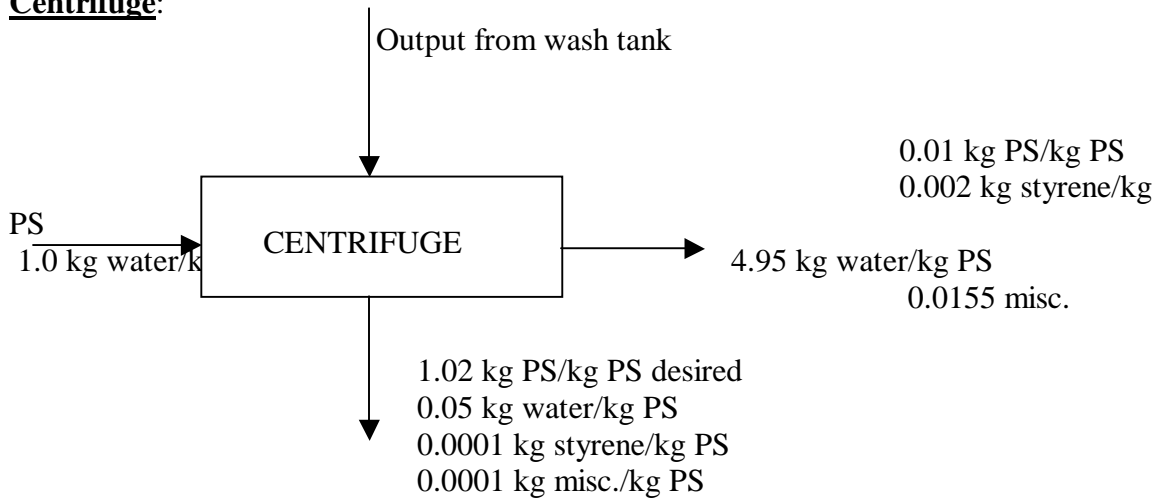 Centrifuge:
Output from wash tank
0.01 kg PS/kg PS
0.002 kg styrene/kg
PS
1.0 kg water/k
CENTRIFUGE
4.95 kg water/kg PS
0.0155 misc.
1.02 kg PS/kg PS desired
0.05 kg water/kg PS
0.0001 kg styrene/kg PS
0.0001 kg misc./kg PS